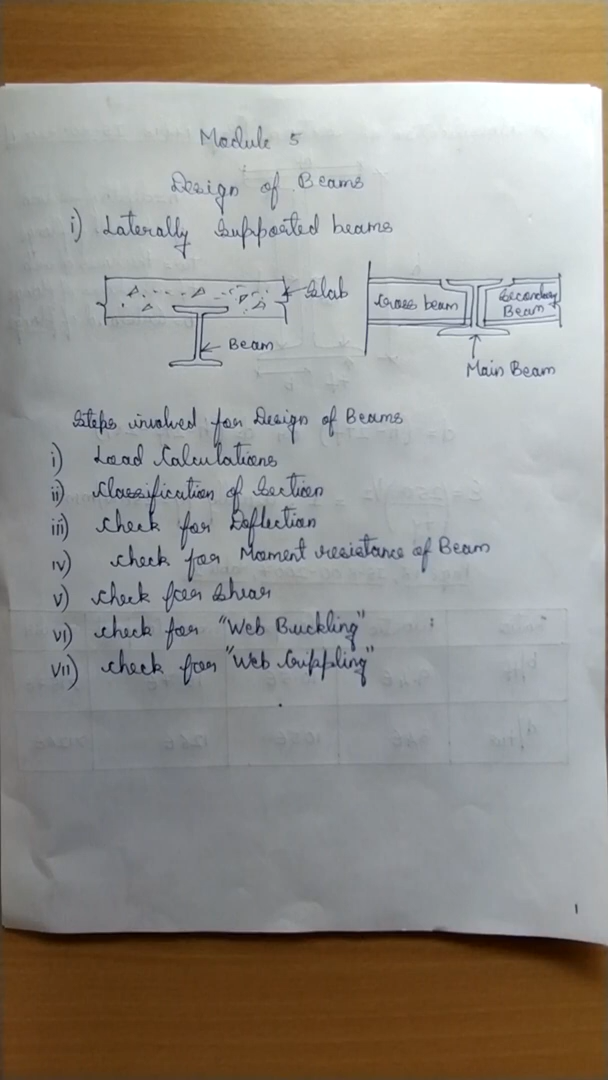 Module 5
Design of Beams
i) Laterally Supported beams
Slab
Beam
Cross beam
Secondary
Beam
Main Beam
Steps involved for Design of Beams
i) Load Calculations
ii) Classification of Section
iii) check for Deflection
iv) check for Moment resistance of Beam
v) check for Shear
vi) check for "Web Buckling"
vii) check for "Web Crippling"
1